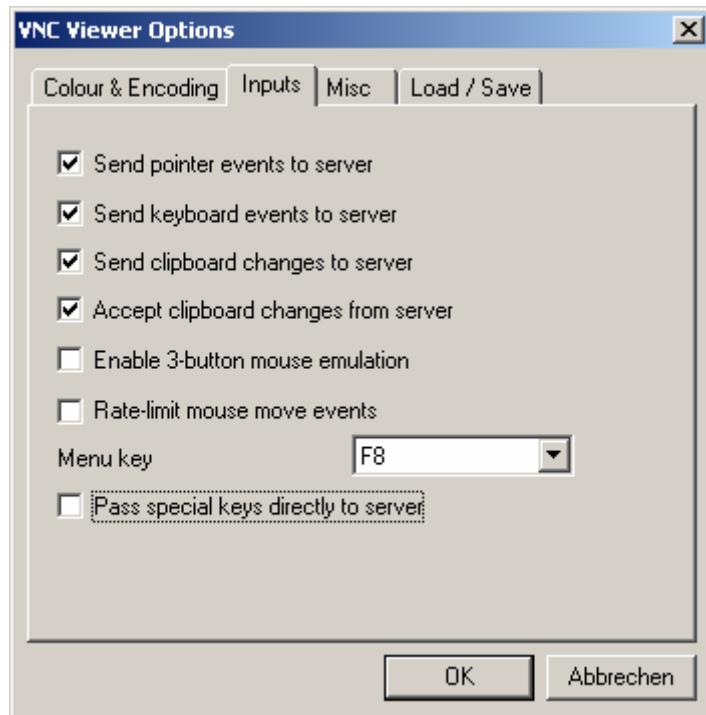 VNC Viewer Options
Colour & Encoding Inputs Misc Load / Save
Send pointer events to server
Send keyboard events to server
Send clipboard changes to server
Accept clipboard changes from server
Enable 3-button mouse emulation
Rate-limit mouse move events
Menu key F8
Pass special keys directly to server
OK Abbrechen